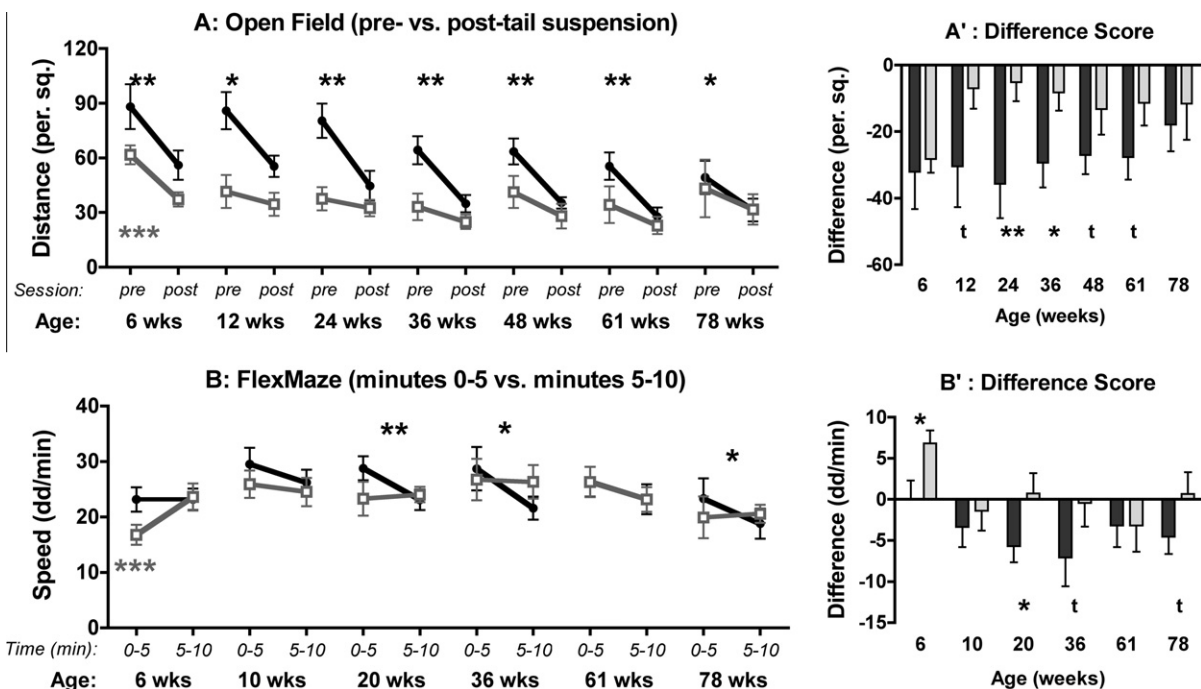 A: Open Field (pre- vs. post-tail suspension)
Distance (per. sq.)
120
90
60
30
0
** * ** ** ** ** *
***
Session: pre post pre post pre post pre post pre post pre post pre post
Age: 6 wks 12 wks 24 wks 36 wks 48 wks 61 wks 78 wks
A' : Difference Score
Difference (per. sq.)
0
-20
-40
-60
t ** * t t
6 12 24 36 48 61 78
Age (weeks)
B: FlexMaze (minutes 0-5 vs. minutes 5-10)
Speed (dd/min)
40
30
20
10
0
** * *
***
Time (min): 0-5 5-10 0-5 5-10 0-5 5-10 0-5 5-10 0-5 5-10 0-5 5-10
Age: 6 wks 10 wks 20 wks 36 wks 61 wks 78 wks
B' : Difference Score
Difference (dd/min)
10
5
0
-5
-10
-15
*
* t t
6 10 20 36 61 78
Age (weeks)